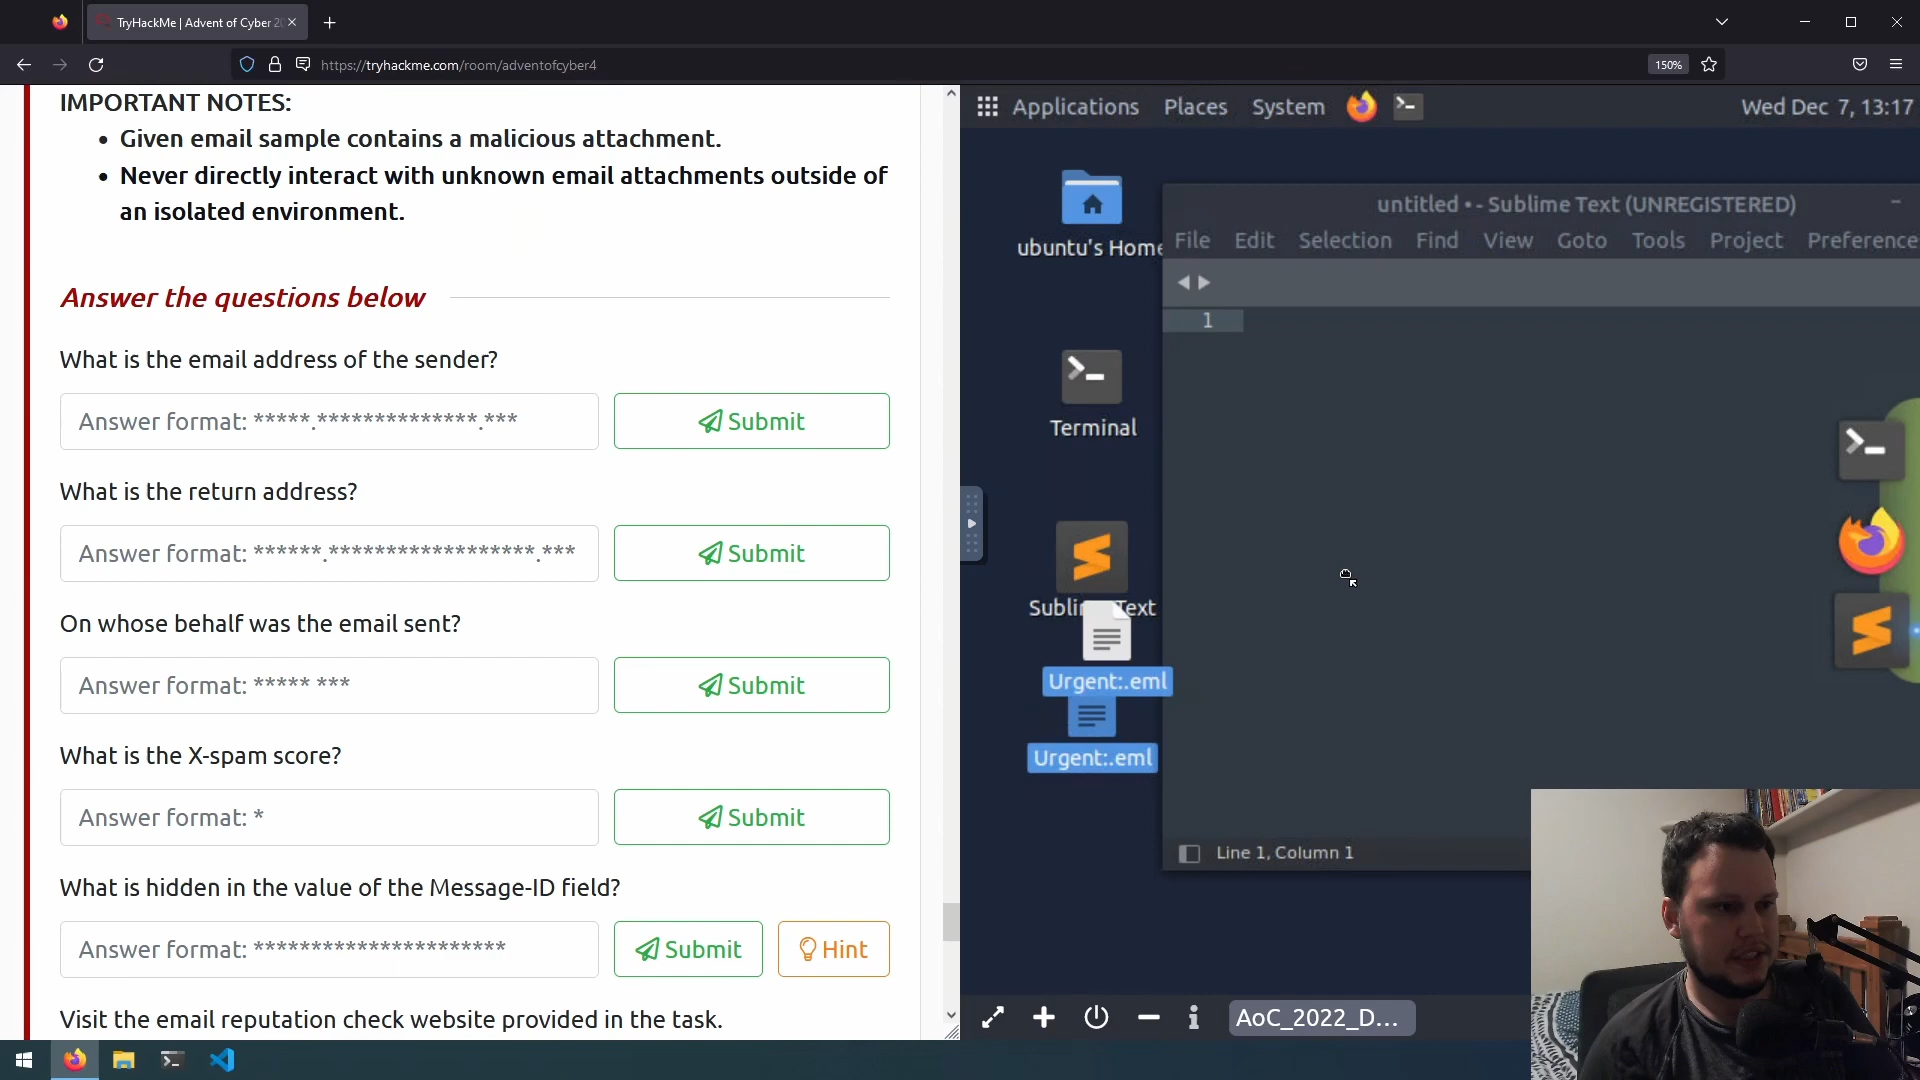 TryHackMe | Advent of Cyber 20
https://tryhackme.com/room/adventofcyber4
150%
IMPORTANT NOTES:
Given email sample contains a malicious attachment.
Never directly interact with unknown email attachments outside of
an isolated environment.
Answer the questions below
What is the email address of the sender?
Answer format: *****.**************.***
Submit
What is the return address?
Answer format: ******.******************.***
Submit
On whose behalf was the email sent?
Answer format: ***** ***
Submit
What is the X-spam score?
Answer format: *
Submit
What is hidden in the value of the Message-ID field?
Answer format: **********************
Submit
Hint
Visit the email reputation check website provided in the task.
Applications Places System
Wed Dec 7, 13:17
ubuntu's Home
Terminal
Sublime Text
Urgent:.eml
Urgent:.eml
untitled • - Sublime Text (UNREGISTERED)
File Edit Selection Find View Goto Tools Project Preference
1
Line 1, Column 1
AoC_2022_D...